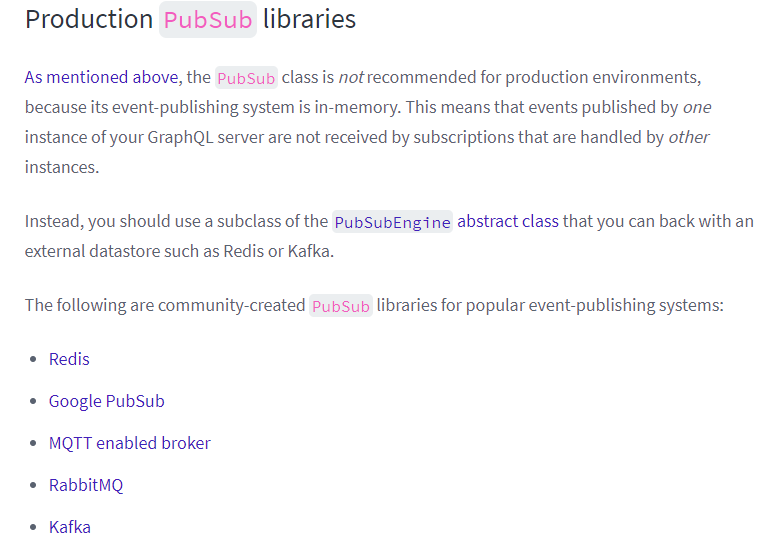 Production PubSub libraries
As mentioned above, the PubSub class is not recommended for production environments,
because its event-publishing system is in-memory. This means that events published by one
instance of your GraphQL server are not received by subscriptions that are handled by other
instances.
Instead, you should use a subclass of the PubSubEngine abstract class that you can back with an
external datastore such as Redis or Kafka.
The following are community-created PubSub libraries for popular event-publishing systems:
• Redis
• Google PubSub
• MQTT enabled broker
• RabbitMQ
• Kafka